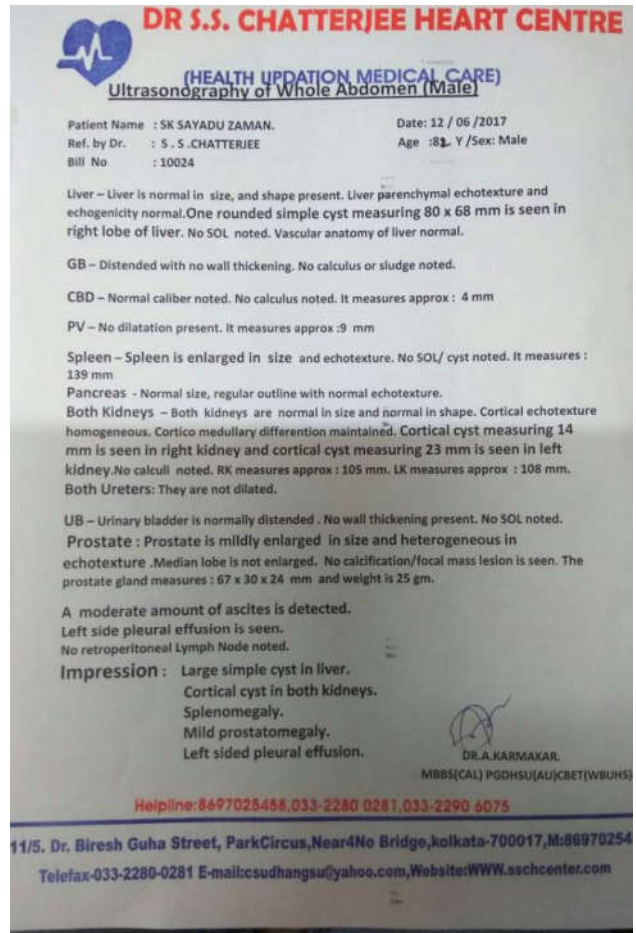 DR S.S. CHATTERJEE HEART CENTRE
(HEALTH UPDATION MEDICAL CARE)
Ultrasonography of Whole Abdomen (Male)
Patient Name : SK SAYADU ZAMAN. Date: 12 / 06 /2017
Ref. by Dr. : S . S .CHATTERJEE Age :82 Y /Sex: Male
Bill No : 10024
Liver – Liver is normal in size, and shape present. Liver parenchymal echotexture and
echogenicity normal.One rounded simple cyst measuring 80 x 68 mm is seen in
right lobe of liver. No SOL noted. Vascular anatomy of liver normal.
GB – Distended with no wall thickening. No calculus or sludge noted.
CBD – Normal caliber noted. No calculus noted. It measures approx : 4 mm
PV – No dilatation present. It measures approx :9 mm
Spleen – Spleen is enlarged in size and echotexture. No SOL/ cyst noted. It measures :
139 mm
Pancreas - Normal size, regular outline with normal echotexture.
Both Kidneys – Both kidneys are normal in size and normal in shape. Cortical echotexture
homogeneous. Cortico medullary differention maintained. Cortical cyst measuring 14
mm is seen in right kidney and cortical cyst measuring 23 mm is seen in left
kidney.No calculi noted. RK measures approx : 105 mm. LK measures approx : 108 mm.
Both Ureters: They are not dilated.
UB – Urinary bladder is normally distended . No wall thickening present. No SOL noted.
Prostate : Prostate is mildly enlarged in size and heterogeneous in
echotexture .Median lobe is not enlarged. No calcification/focal mass lesion is seen. The
prostate gland measures : 67 x 30 x 24 mm and weight is 25 gm.
A moderate amount of ascites is detected.
Left side pleural effusion is seen.
No retroperitoneal Lymph Node noted.
Impression : Large simple cyst in liver.
Cortical cyst in both kidneys.
Splenomegaly.
Mild prostatomegaly.
Left sided pleural effusion.
DR.A.KARMAKAR.
MBBS(CAL) PGDHSU(AU)CBET(WBUHS)
Helpline:8697025458,033-2280 0281,033-2290 6075
11/5. Dr. Biresh Guha Street, ParkCircus,Near4No Bridge,kolkata-700017,M:86970254
Telefax-033-2280-0281 E-mail:csudhangsu@yahoo.com,Website:WWW.sschcenter.com